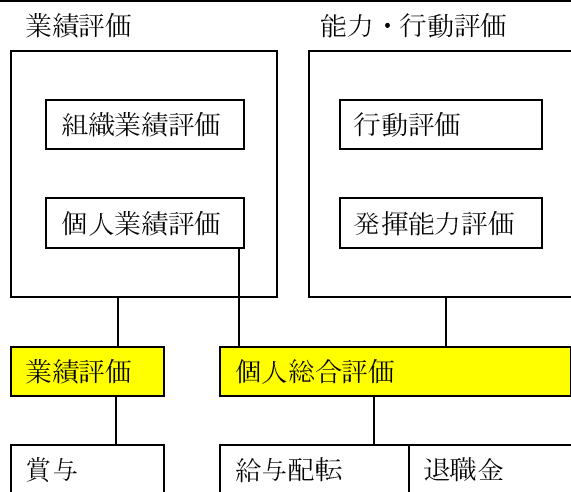 業績評価 能力・行動評価
組織業績評価 行動評価
個人業績評価 発揮能力評価
業績評価 個人総合評価
賞与 給与配転 退職金